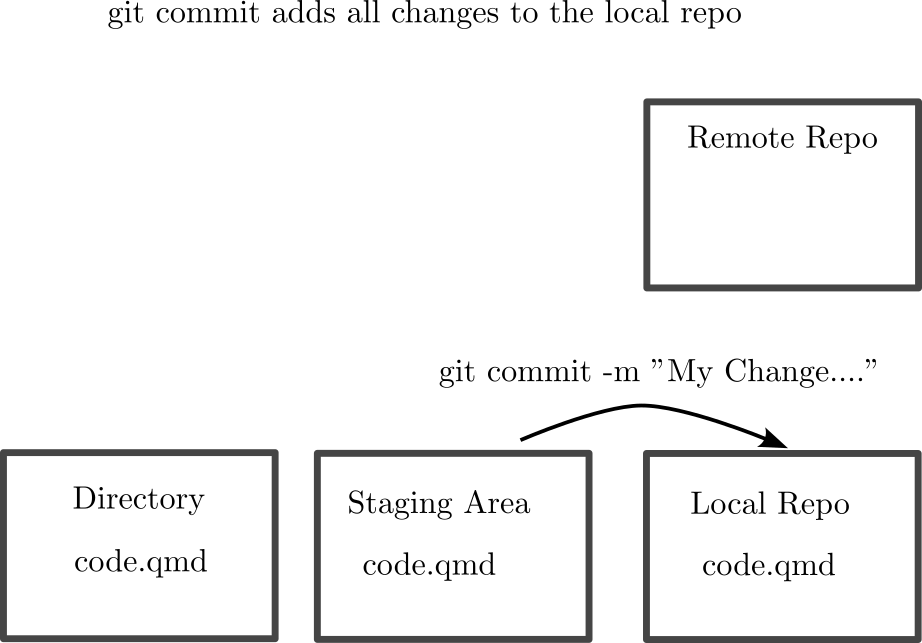 git commit adds all changes to the local repo
Remote Repo
git commit -m ”My Change....”
Directory
code.qmd
Staging Area
code.qmd
Local Repo
code.qmd